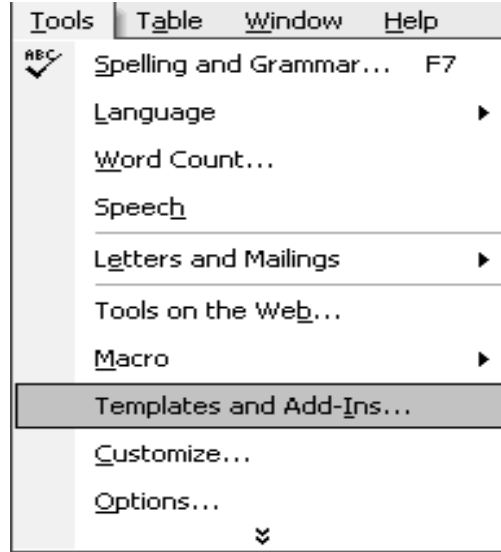 Tools Table Window Help
ABC Spelling and Grammar... F7
Language
Word Count...
Speech
Letters and Mailings
Tools on the Web...
Macro
Templates and Add-Ins...
Customize...
Options...